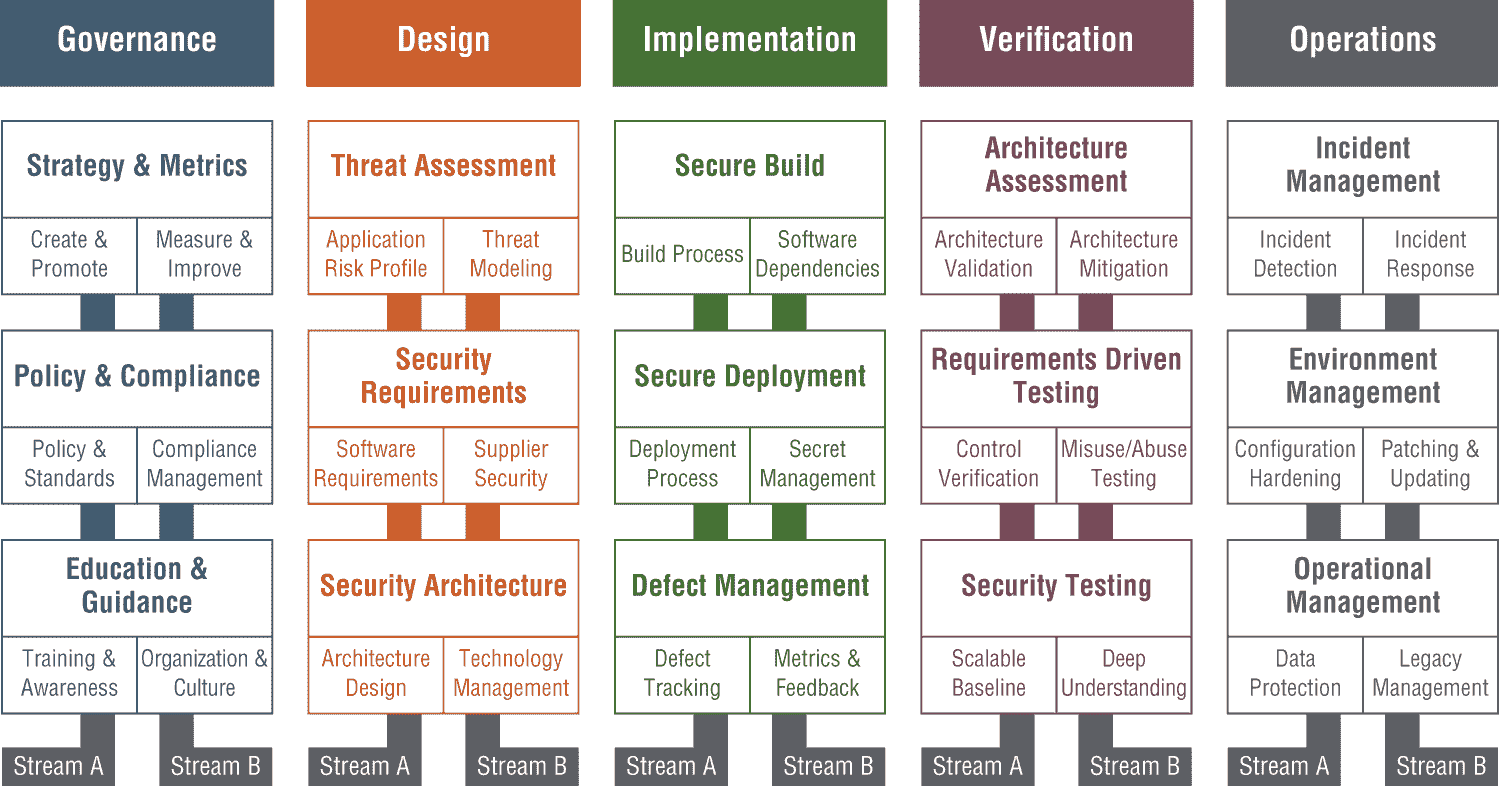 Governance
Strategy & Metrics
Create &
Promote
Measure &
Improve
Policy & Compliance
Policy &
Standards
Compliance
Management
Education &
Guidance
Training &
Awareness
Organization &
Culture
Stream A
Stream B
Design
Threat Assessment
Application
Risk Profile
Threat
Modeling
Security
Requirements
Software
Requirements
Supplier
Security
Security Architecture
Architecture
Design
Technology
Management
Stream A
Stream B
Implementation
Secure Build
Build Process
Software
Dependencies
Secure Deployment
Deployment
Process
Secret
Management
Defect Management
Defect
Tracking
Metrics &
Feedback
Stream A
Stream B
Verification
Architecture
Assessment
Architecture
Validation
Architecture
Mitigation
Requirements Driven
Testing
Control
Verification
Misuse/Abuse
Testing
Security Testing
Scalable
Baseline
Deep
Understanding
Stream A
Stream B
Operations
Incident
Management
Incident
Detection
Incident
Response
Environment
Management
Configuration
Hardening
Patching &
Updating
Operational
Management
Data
Protection
Legacy
Management
Stream A
Stream B